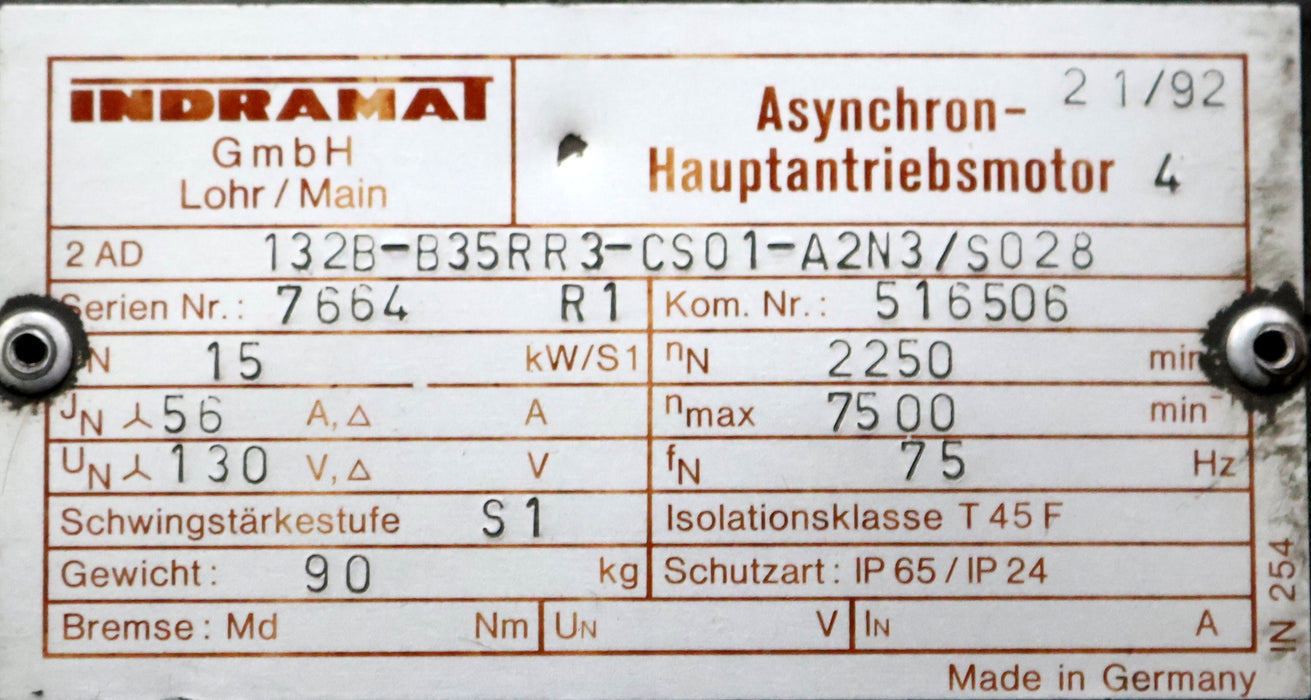 INDRAMAT
GmbH
Lohr / Main
21/92
Asynchron-
Hauptantriebsmotor 4
2 AD 132B-B35RR3-CS01-A2N3/S028
Serien Nr.: 7664 R1 Kom. Nr.: 516506
N 15 kW/S1 nN 2250 min
JN ⅄ 56 A, △ A nmax 7500 min-
UN ⅄ 130 V, △ V fN 75 Hz
Schwingstärkestufe S1 Isolationsklasse T 45 F
Gewicht: 90 kg Schutzart: IP 65 / IP 24
Bremse: Md Nm UN V IN A
IN 254
Made in Germany